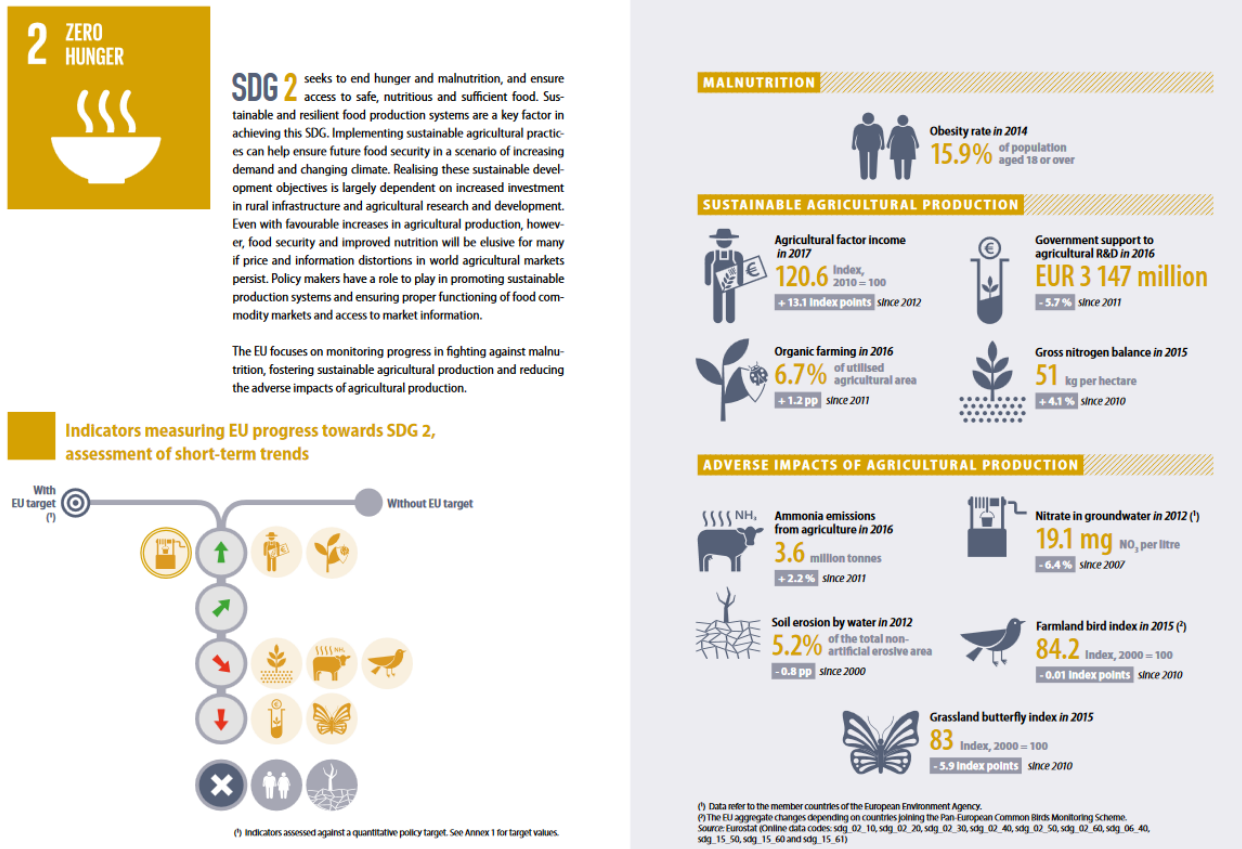 2 ZERO
HUNGER
SDG 2 seeks to end hunger and malnutrition, and ensure
access to safe, nutritious and sufficient food. Sus-
tainable and resilient food production systems are a key factor in
achieving this SDG. Implementing sustainable agricultural practic-
es can help ensure future food security in a scenario of increasing
demand and changing climate. Realising these sustainable devel-
opment objectives is largely dependent on increased investment
in rural infrastructure and agricultural research and development.
Even with favourable increases in agricultural production, howev-
er, food security and improved nutrition will be elusive for many
if price and information distortions in world agricultural markets
persist. Policy makers have a role to play in promoting sustainable
production systems and ensuring proper functioning of food com-
modity markets and access to market information.
The EU focuses on monitoring progress in fighting against malnu-
trition, fostering sustainable agricultural production and reducing
the adverse impacts of agricultural production.
Indicators measuring EU progress towards SDG 2,
assessment of short-term trends
With
EU target
(¹)
Without EU target
NH₃
€
(¹) Indicators assessed against a quantitative policy target. See Annex 1 for target values.
MALNUTRITION
Obesity rate in 2014
15.9% of population
aged 18 or over
SUSTAINABLE AGRICULTURAL PRODUCTION
€
Agricultural factor income
in 2017
120.6 Index,
2010 = 100
+ 13.1 index points since 2012
€
Government support to
agricultural R&D in 2016
EUR 3 147 million
- 5.7 % since 2011
Organic farming in 2016
6.7% of utilised
agricultural area
+ 1.2 pp since 2011
Gross nitrogen balance in 2015
51 kg per hectare
+ 4.1 % since 2010
ADVERSE IMPACTS OF AGRICULTURAL PRODUCTION
NH₃
Ammonia emissions
from agriculture in 2016
3.6 million tonnes
+ 2.2 % since 2011
Nitrate in groundwater in 2012 (¹)
19.1 mg NO₃ per litre
- 6.4 % since 2007
Soil erosion by water in 2012
5.2% of the total non-
artificial erosive area
- 0.8 pp since 2000
Farmland bird index in 2015 (²)
84.2 Index, 2000 = 100
- 0.01 index points since 2010
Grassland butterfly index in 2015
83 Index, 2000 = 100
- 5.9 index points since 2010
(¹) Data refer to the member countries of the European Environment Agency.
(²) The EU aggregate changes depending on countries joining the Pan-European Common Birds Monitoring Scheme.
Source: Eurostat (Online data codes: sdg_02_10, sdg_02_20, sdg_02_30, sdg_02_40, sdg_02_50, sdg_02_60, sdg_06_40,
sdg_15_50, sdg_15_60 and sdg_15_61)